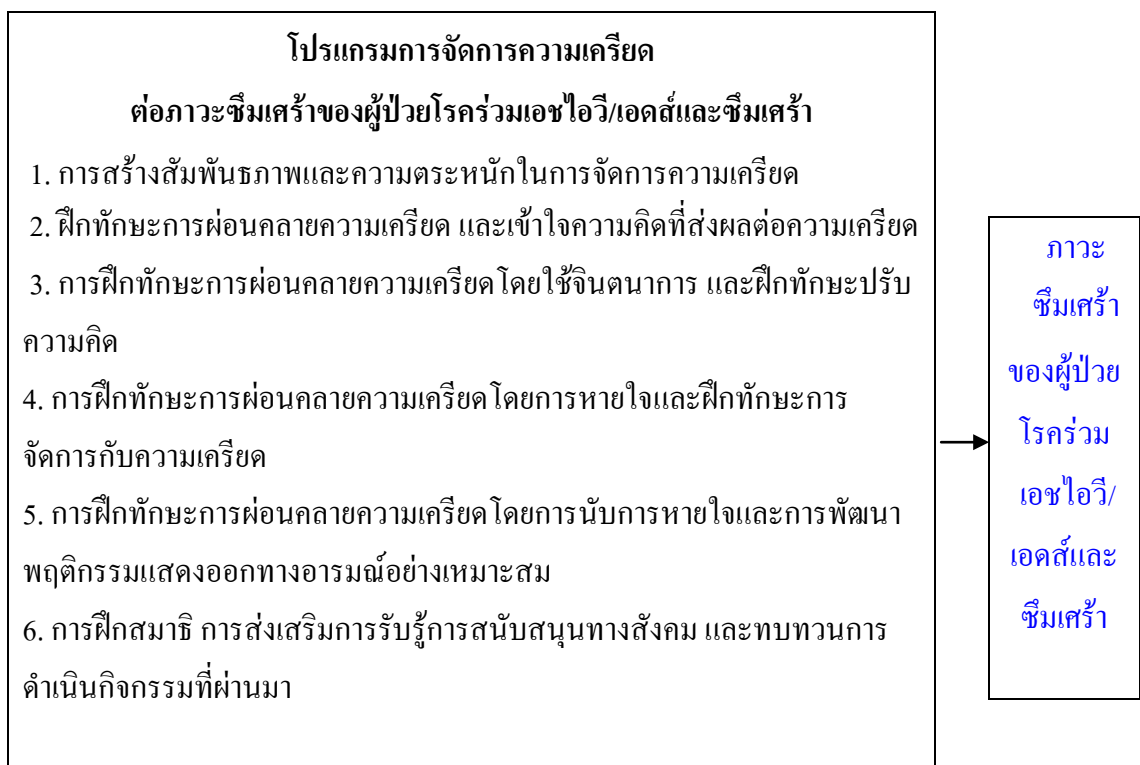 โปรแกรมการจัดการความเครียด
ต่อภาวะซึมเศร้าของผู้ป่วยโรคร่วมเอชไอวี/เอดส์และซึมเศร้า
1. การสร้างสัมพันธภาพและความตระหนักในการจัดการความเครียด
2. ฝึกทักษะการผ่อนคลายความเครียด และเข้าใจความคิดที่ส่งผลต่อความเครียด
3. การฝึกทักษะการผ่อนคลายความเครียดโดยใช้จินตนาการ และฝึกทักษะปรับ
ความคิด
4. การฝึกทักษะการผ่อนคลายความเครียดโดยการหายใจและฝึกทักษะการ
จัดการกับความเครียด
5. การฝึกทักษะการผ่อนคลายความเครียดโดยการนับการหายใจและการพัฒนา
พฤติกรรมแสดงออกทางอารมณ์อย่างเหมาะสม
6. การฝึกสมาธิ การส่งเสริมการรับรู้การสนับสนุนทางสังคม และทบทวนการ
ดำเนินกิจกรรมที่ผ่านมา
ภาวะ
ซึมเศร้า
ของผู้ป่วย
โรคร่วม
เอชไอวี/
เอดส์และ
ซึมเศร้า